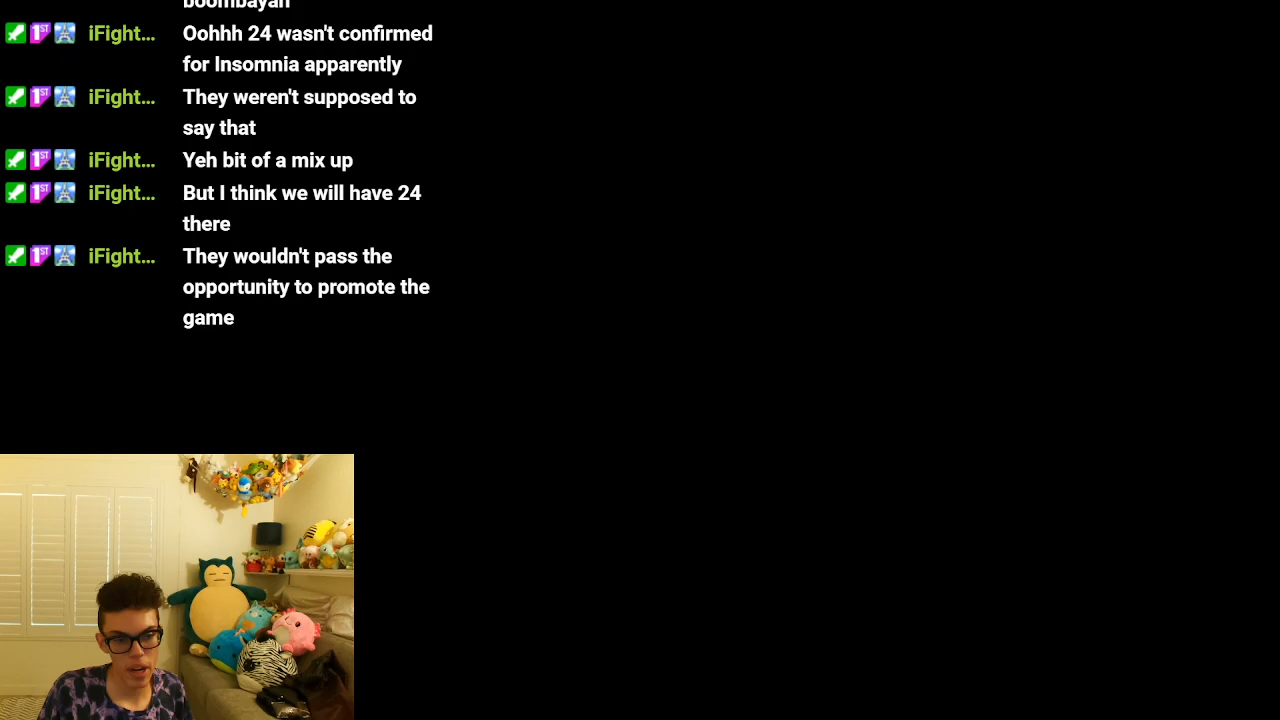 boombayah
iFight... Oohhh 24 wasn't confirmed
for Insomnia apparently
iFight... They weren't supposed to
say that
iFight... Yeh bit of a mix up
iFight... But I think we will have 24
there
iFight... They wouldn't pass the
opportunity to promote the
game